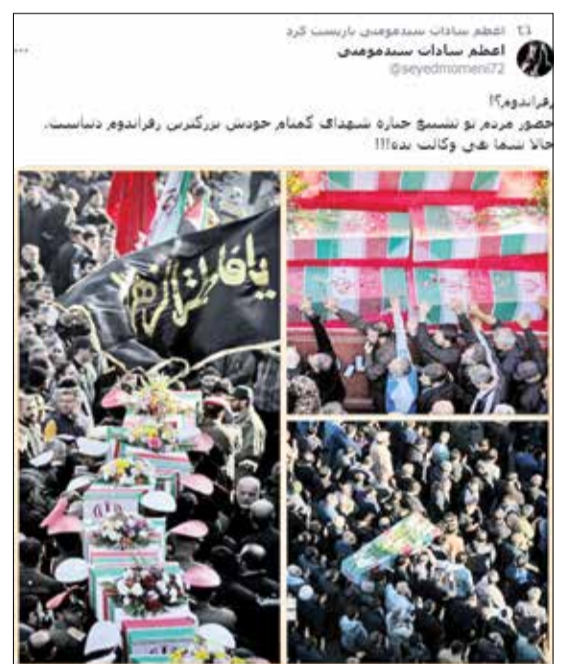 اعظم سادات سیدمومنی بازپست کرد
اعظم سادات سیدمومنی
@seyedmomeni72
رفراندوم؟!
حضور مردم تو تشییع جنازه شهدای گمنام خودش بزرگترین رفراندوم دنیاست.
حالا شما هی وکالت بده!!!
یا فاطمة الزهرا